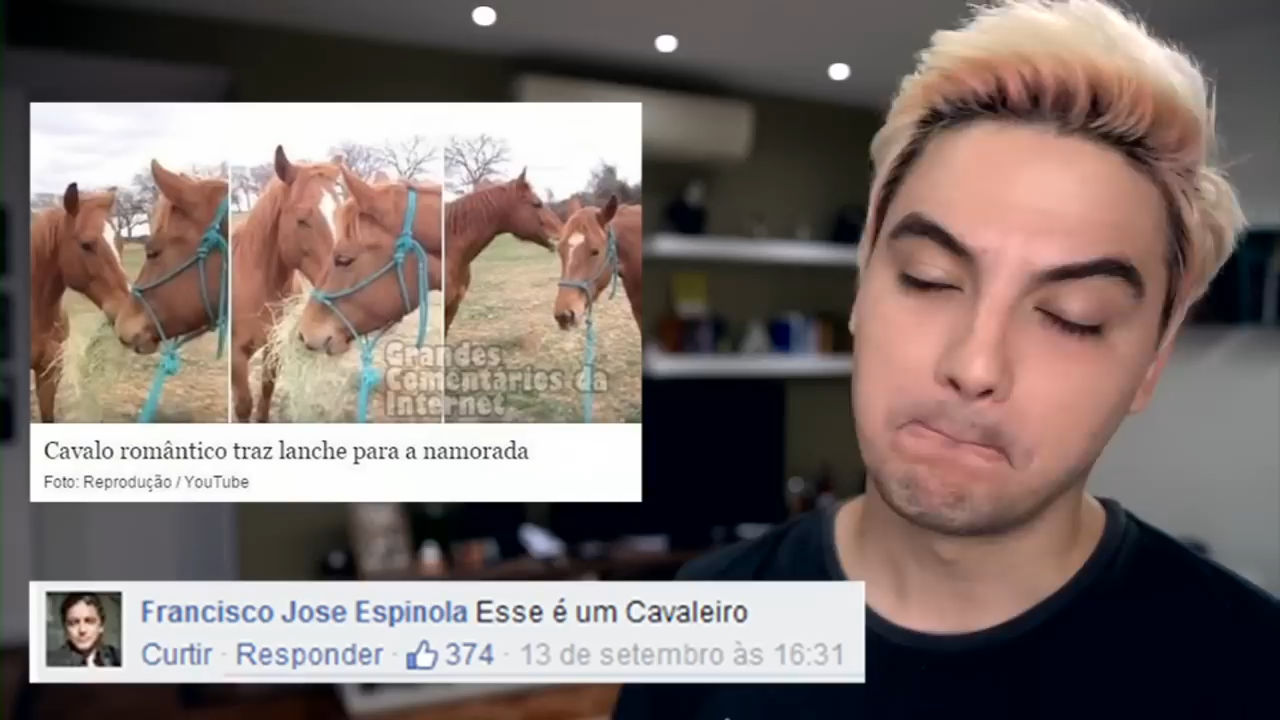 Grandes
Comentários da
Internet
Cavalo romântico traz lanche para a namorada
Foto: Reprodução / YouTube
Francisco Jose Espinola Esse é um Cavaleiro
Curtir · Responder · 374 · 13 de setembro às 16:31